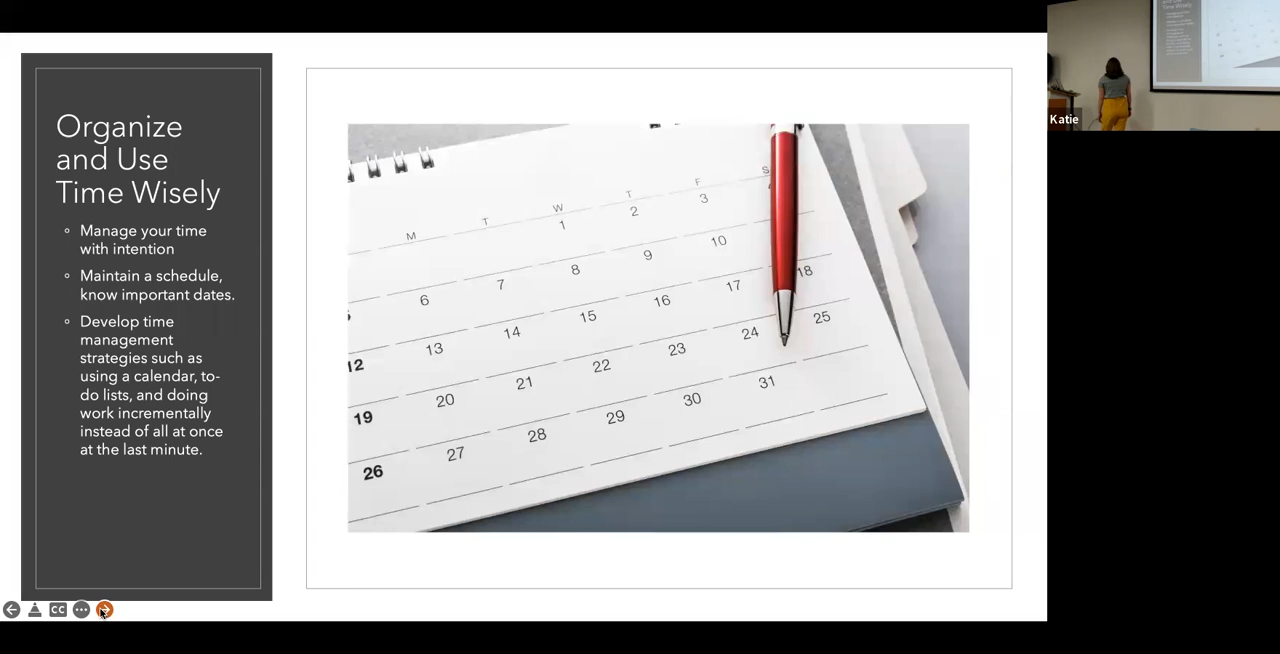 Organize
and Use
Time Wisely
Manage your time
with intention
Maintain a schedule,
know important dates.
Develop time
management
strategies such as
using a calendar, to-
do lists, and doing
work incrementally
instead of all at once
at the last minute.
M T W T F S
1 2 3
6 7 8 9 10
12 13 14 15 16 17 18
19 20 21 22 23 24 25
26 27 28 29 30 31
CC
Katie
Time Wisely